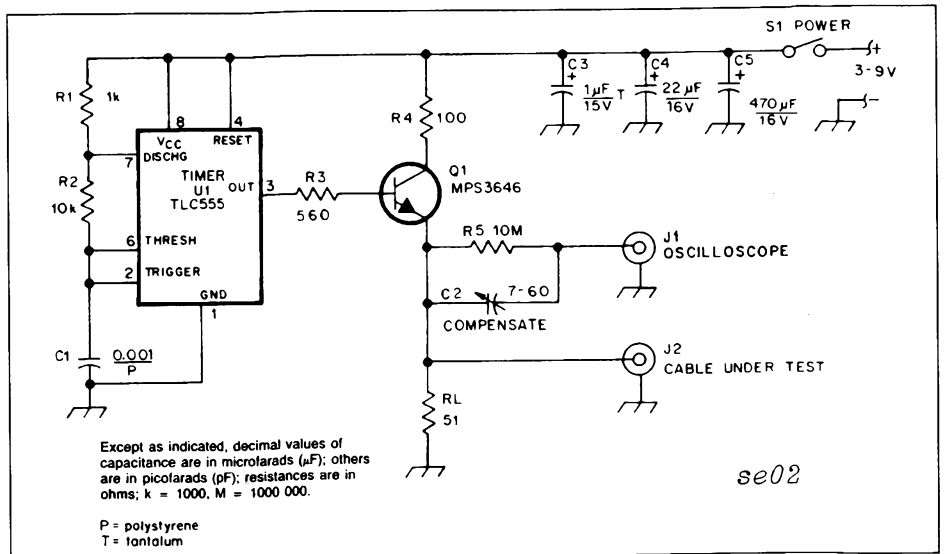 S1 POWER
+
3-9V
-
C3
+
1µF
15V
T
C4
+
22µF
16V
C5
+
470µF
16V
R1
1k
8
4
VCC
RESET
7
DISCHG
TIMER
U1
TLC555
OUT
3
R2
10k
6
THRESH
2
TRIGGER
GND
1
R3
560
R4
100
Q1
MPS3646
R5 10M
J1
OSCILLOSCOPE
C2
7-60
COMPENSATE
J2
CABLE UNDER TEST
C1
0.001
P
RL
51
Except as indicated, decimal values of
capacitance are in microfarads (µF); others
are in picofarads (pF); resistances are in
ohms; k = 1000, M = 1000 000.
P = polystyrene
T = tantalum
se02